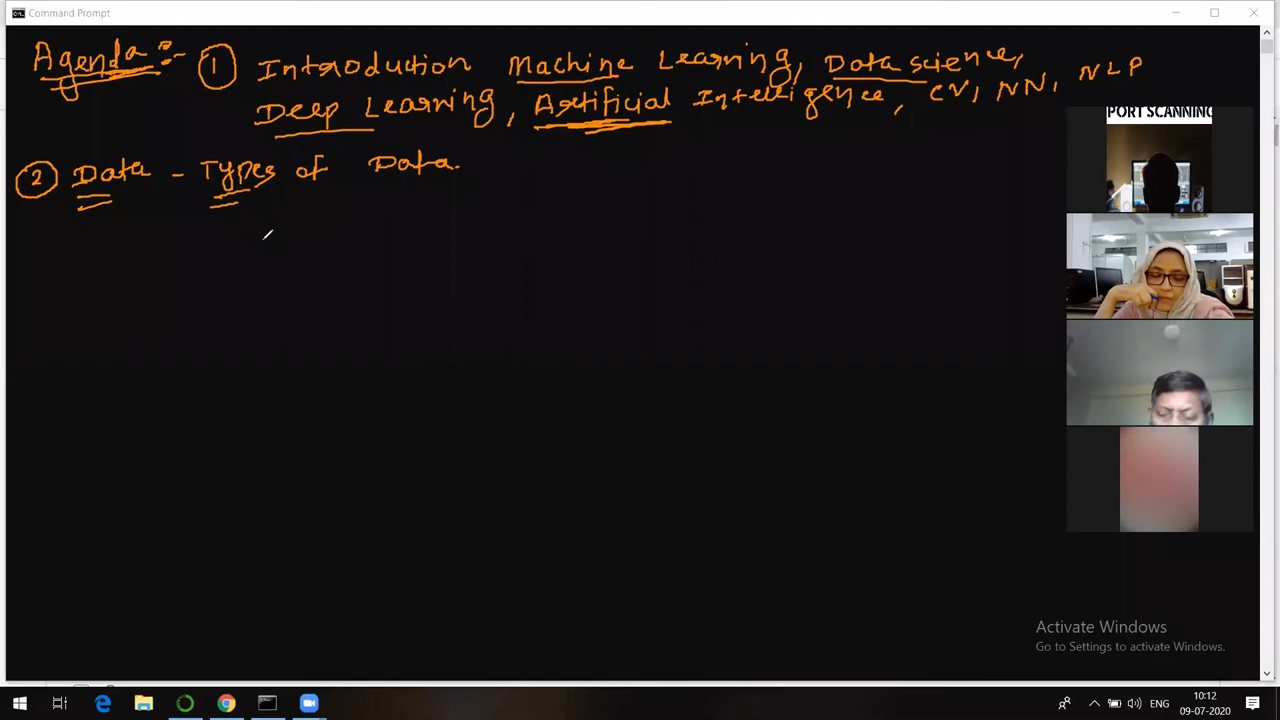 Command Prompt
Agenda :- ① Introduction Machine Learning, Data science,
Deep Learning, Artificial Intelligence, CV, NN, NLP
② Data - Types of Data.
PORT SCANNING
Activate Windows
Go to Settings to activate Windows.
ENG
10:12
09-07-2020